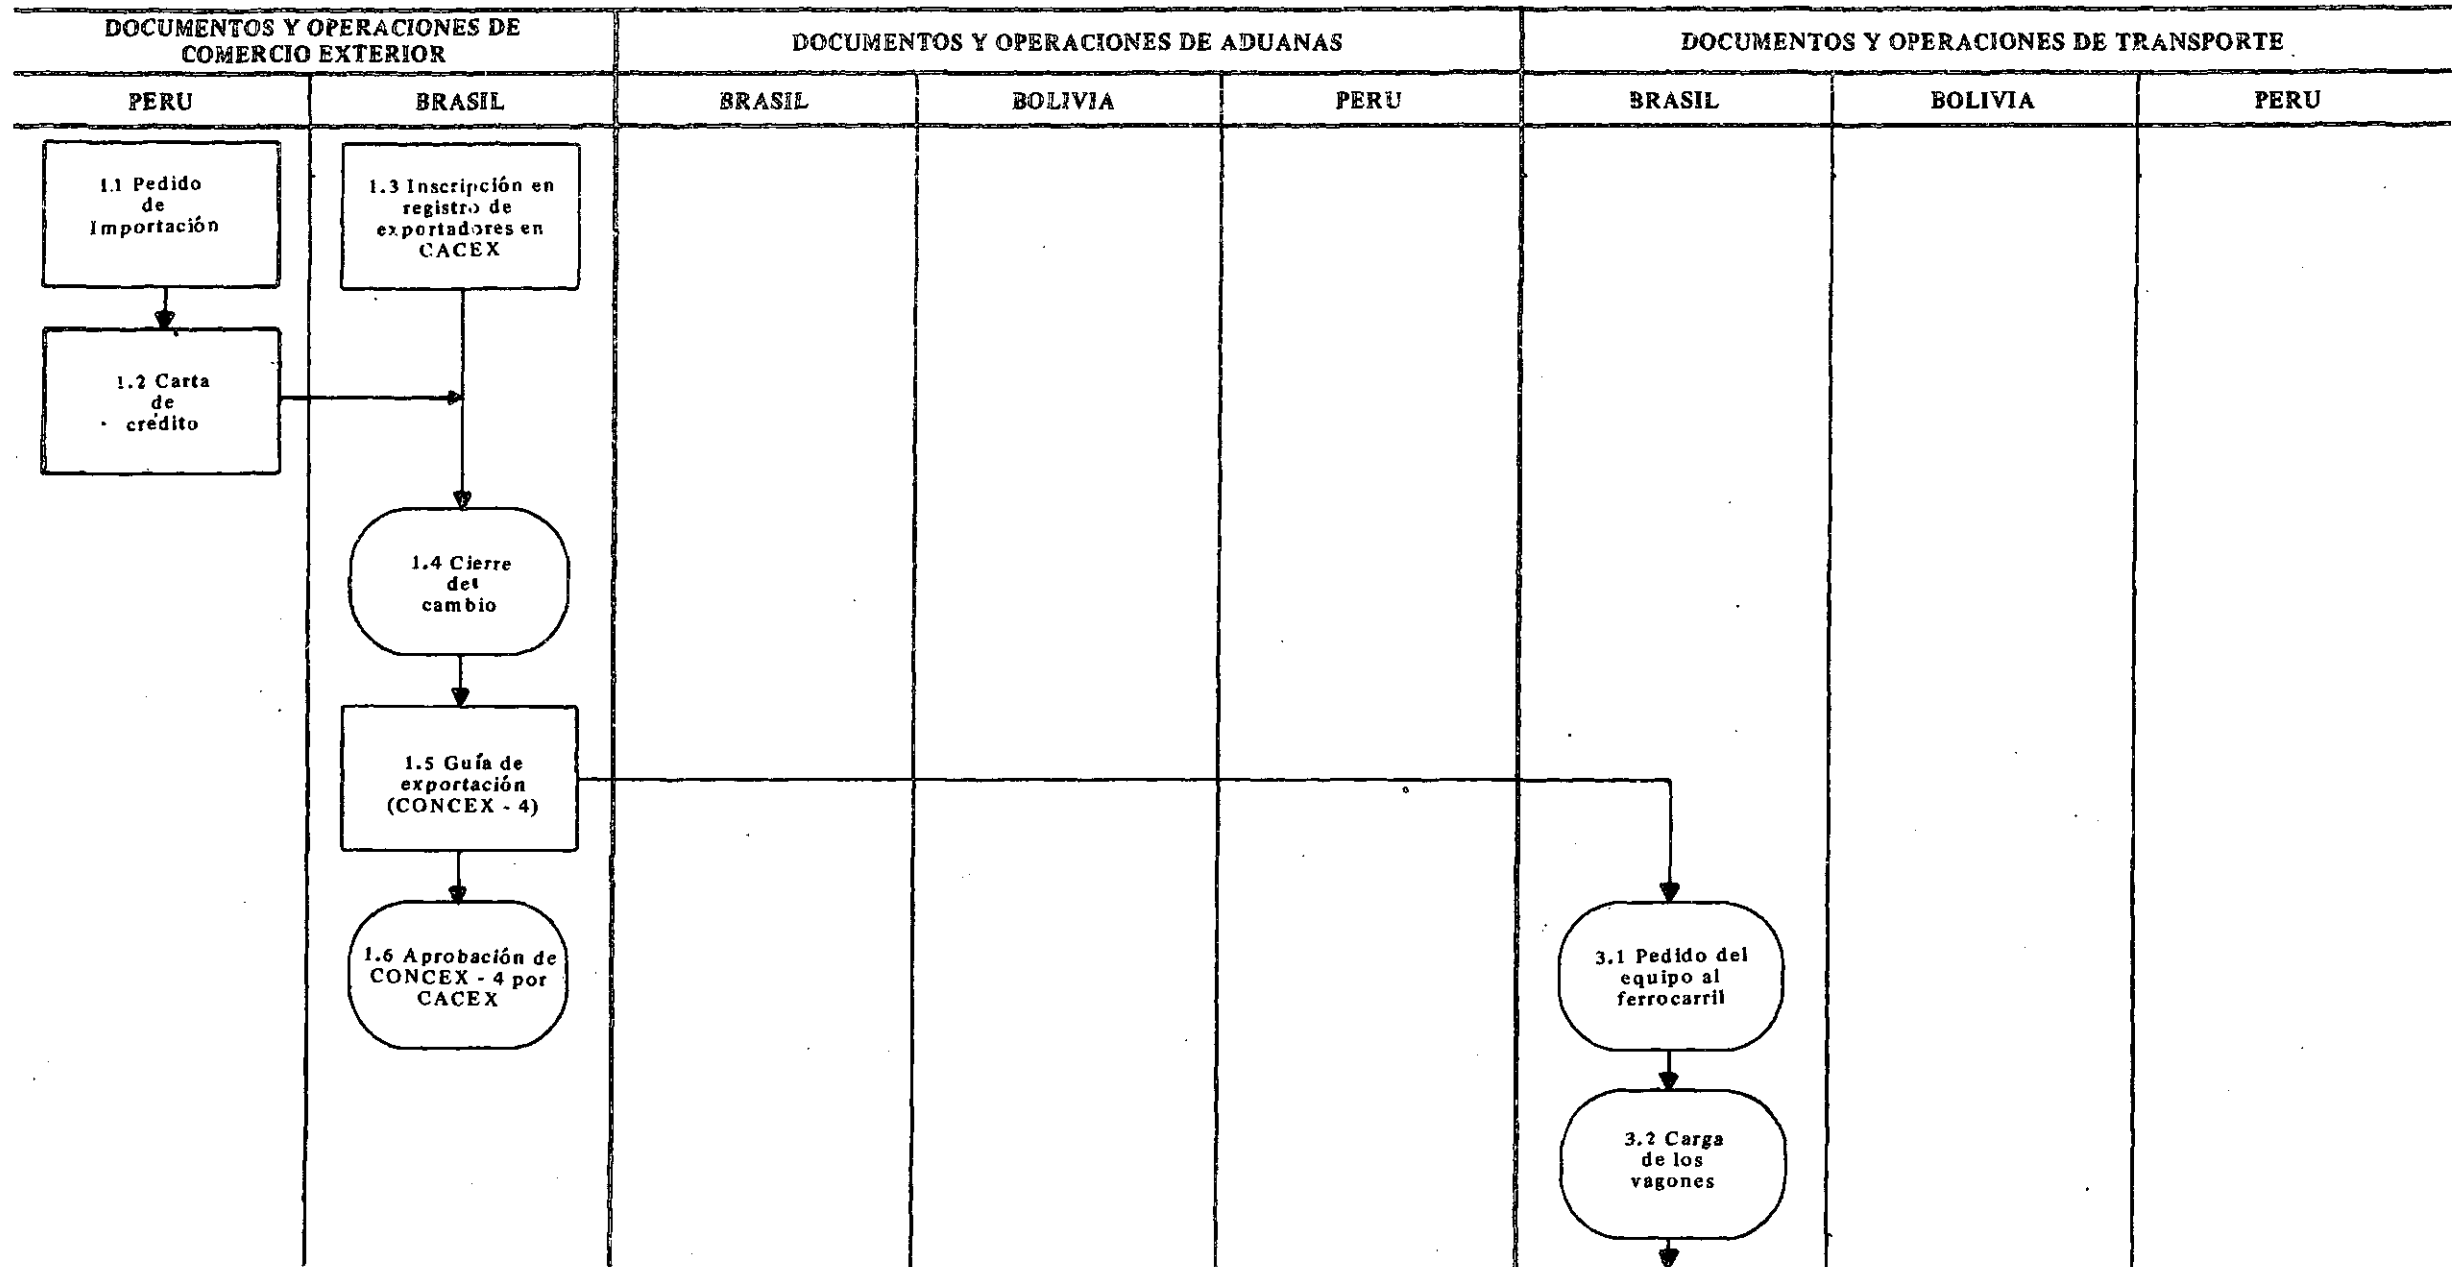 DOCUMENTOS Y OPERACIONES DE
COMERCIO EXTERIOR
DOCUMENTOS Y OPERACIONES DE ADUANAS
DOCUMENTOS Y OPERACIONES DE TRANSPORTE
PERU
BRASIL
BRASIL
BOLIVIA
PERU
BRASIL
BOLIVIA
PERU
1.1 Pedido
de
Importación
1.3 Inscripción en
registro de
exportadores en
CACEX
1.2 Carta
de
crédito
1.4 Cierre
del
cambio
1.5 Guía de
exportación
(CONCEX - 4)
1.6 Aprobación de
CONCEX - 4 por
CACEX
3.1 Pedido del
equipo al
ferrocarril
3.2 Carga
de los
vagones